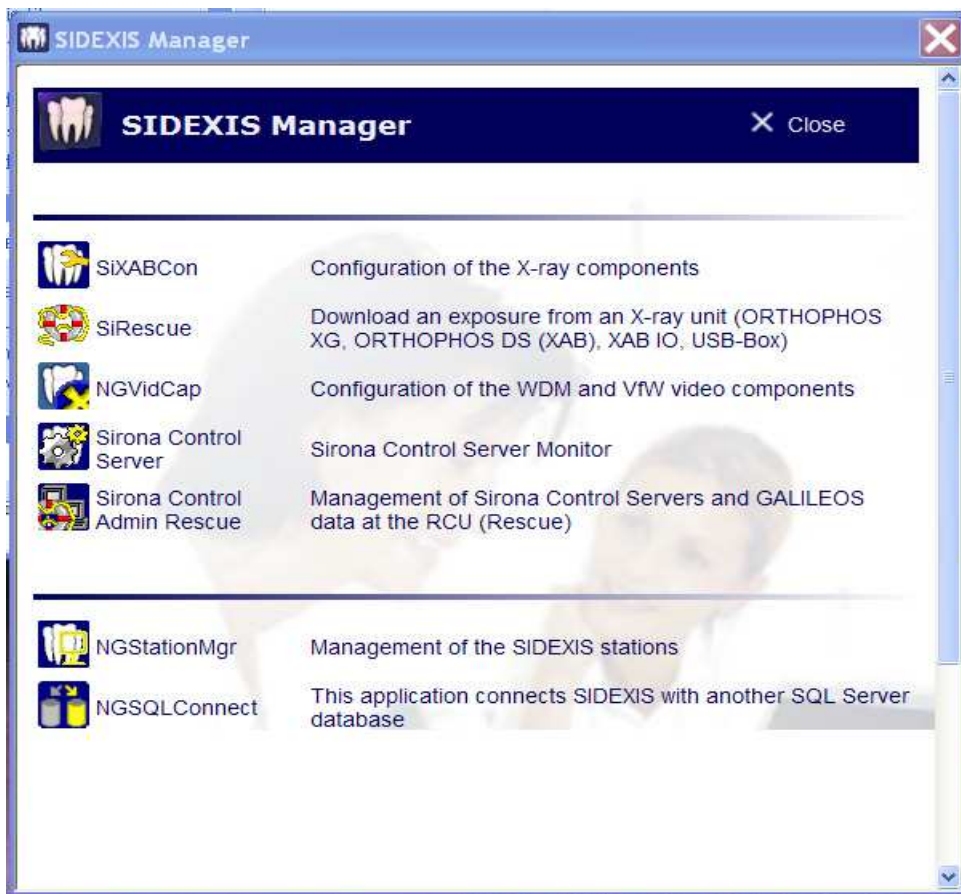 SIDEXIS Manager
SIDEXIS Manager
Close
SiXABCon
Configuration of the X-ray components
SiRescue
Download an exposure from an X-ray unit (ORTHOPHOS
XG, ORTHOPHOS DS (XAB), XAB IO, USB-Box)
NGVidCap
Configuration of the WDM and VfW video components
Sirona Control
Server
Sirona Control Server Monitor
Sirona Control
Admin Rescue
Management of Sirona Control Servers and GALILEOS
data at the RCU (Rescue)
NGStationMgr
Management of the SIDEXIS stations
NGSQLConnect
This application connects SIDEXIS with another SQL Server
database